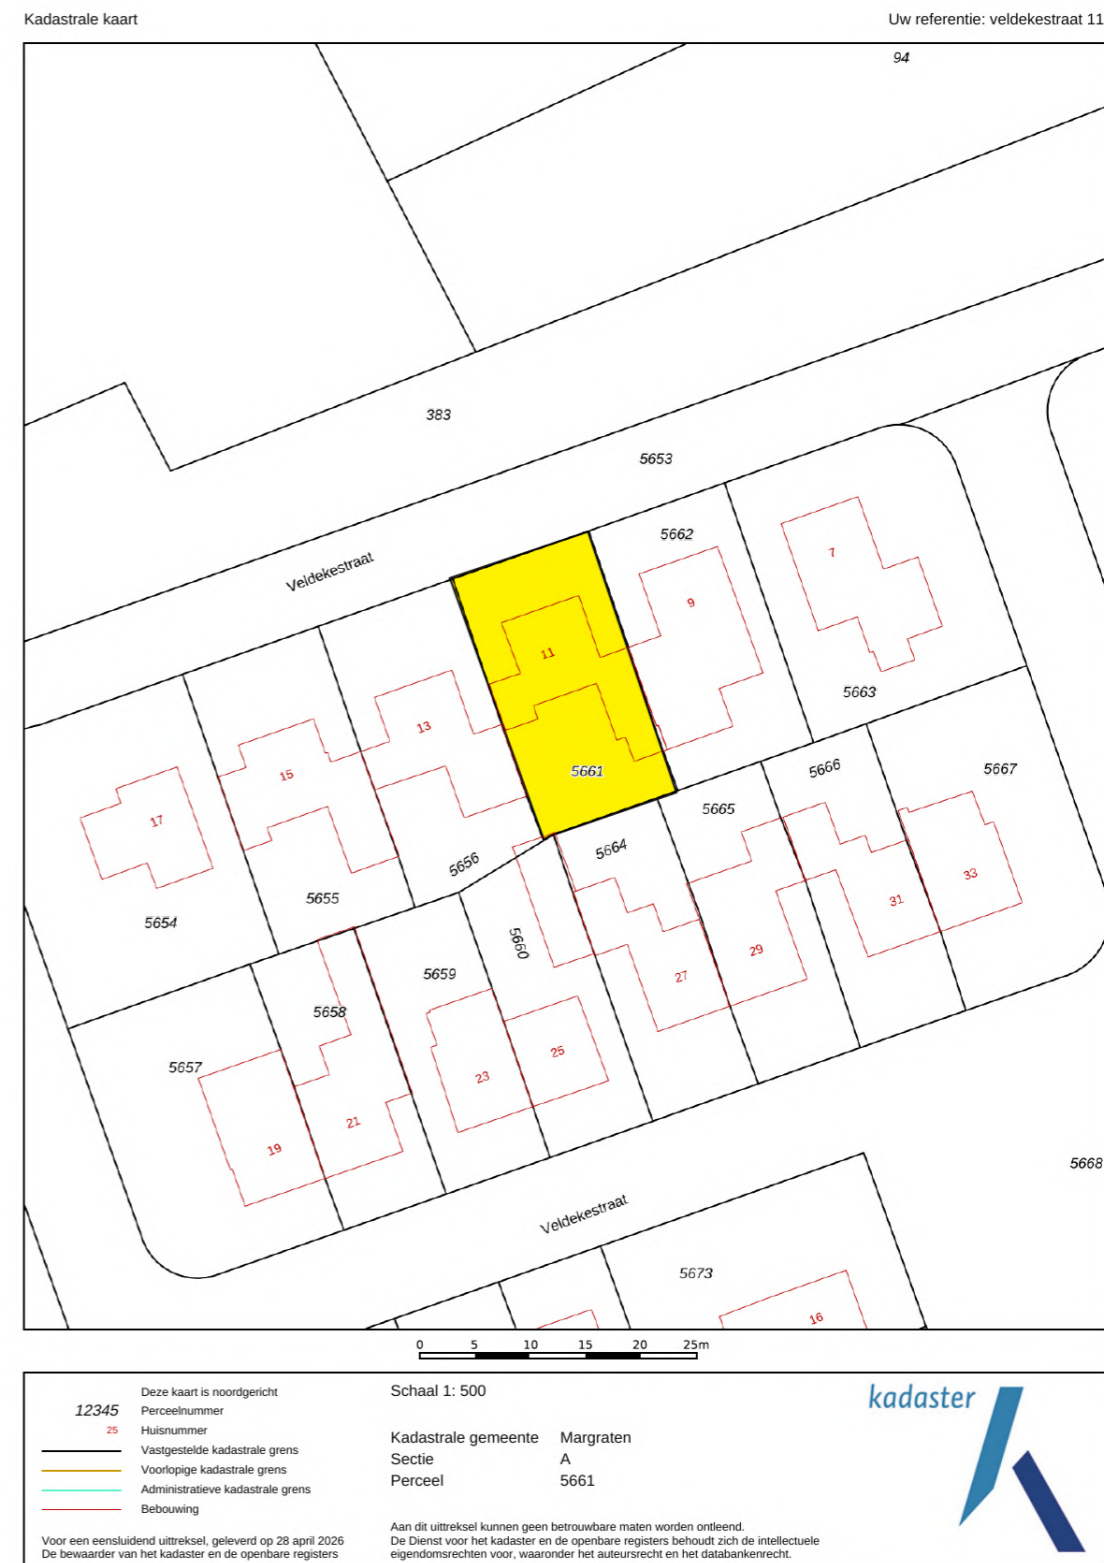 Kadastrale kaart
Uw referentie: veldekestraat 11
94
383
5653
Veldekestraat
5662
7
9
11
5663
13
5661
15
5666
5667
17
5665
5664
5656
33
5655
31
5654
5660
29
5659
27
5658
25
5657
23
21
19
5668
Veldekestraat
5673
16
0 5 10 15 20 25m
Deze kaart is noordgericht
12345 Perceelnummer
25 Huisnummer
Vastgestelde kadastrale grens
Voorlopige kadastrale grens
Administratieve kadastrale grens
Bebouwing
Voor een eensluidend uittreksel, geleverd op 28 april 2026
De bewaarder van het kadaster en de openbare registers
Schaal 1: 500
Kadastrale gemeente Margraten
Sectie A
Perceel 5661
Aan dit uittreksel kunnen geen betrouwbare maten worden ontleend.
De Dienst voor het kadaster en de openbare registers behoudt zich de intellectuele
eigendomsrechten voor, waaronder het auteursrecht en het databankenrecht.
kadaster